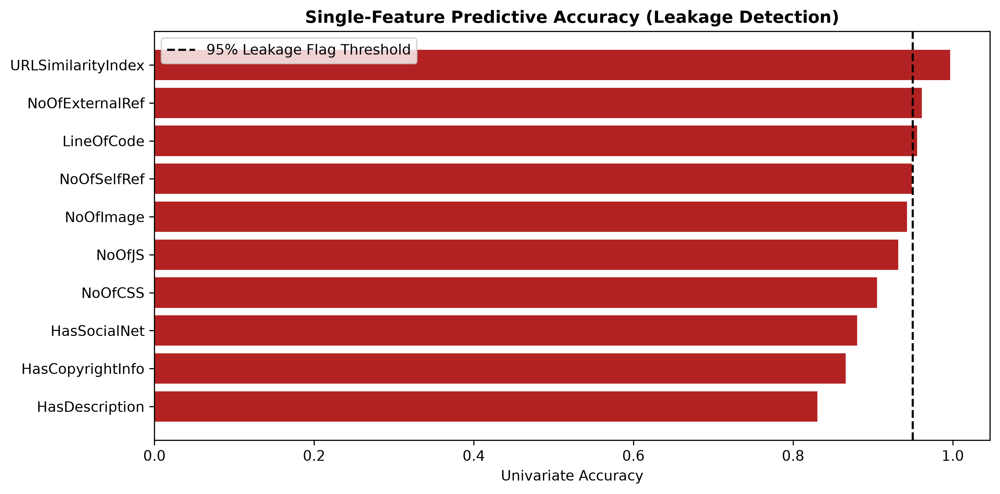 Single-Feature Predictive Accuracy (Leakage Detection)
95% Leakage Flag Threshold
URLSimilarityIndex
NoOfExternalRef
LineOfCode
NoOfSelfRef
NoOfImage
NoOfJS
NoOfCSS
HasSocialNet
HasCopyrightInfo
HasDescription
0.0 0.2 0.4 0.6 0.8 1.0
Univariate Accuracy